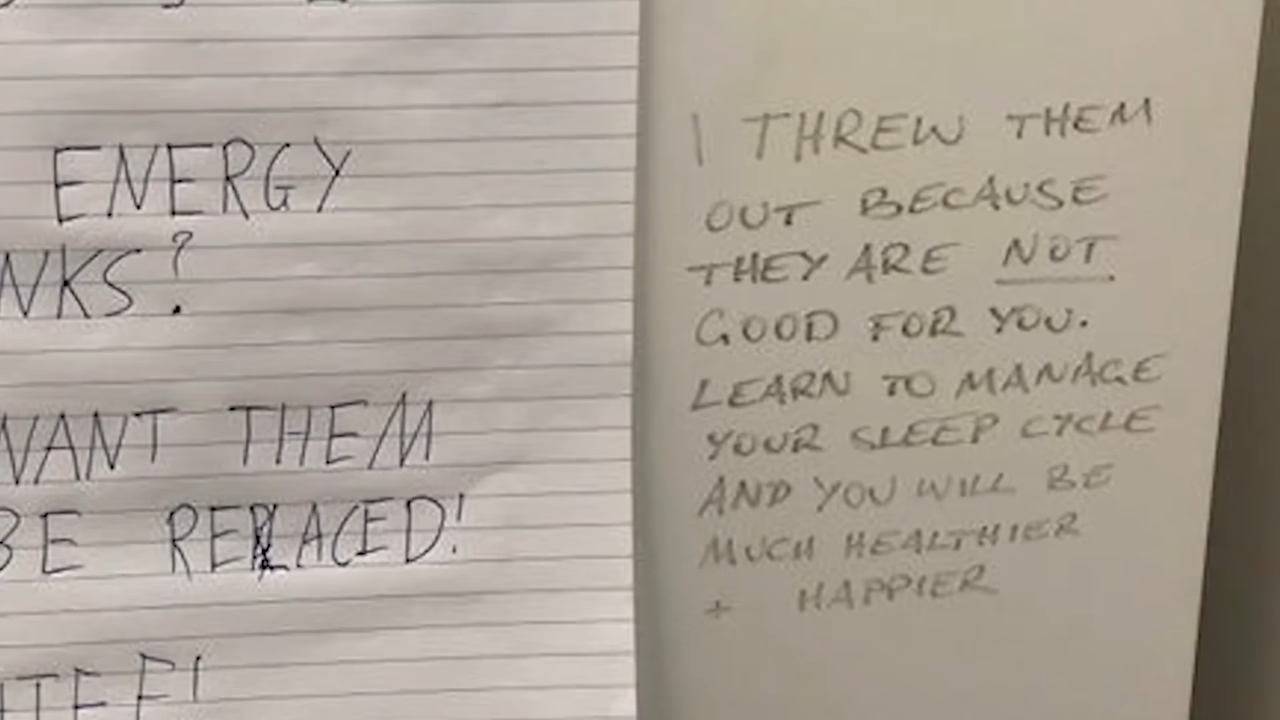 ENERGY
NKS?
WANT THEM
BE REPLACED!
I THREW THEM
OUT BECAUSE
THEY ARE NOT
GOOD FOR YOU.
LEARN TO MANAGE
YOUR SLEEP CYCLE
AND YOU WILL BE
MUCH HEALTHIER
+ HAPPIER